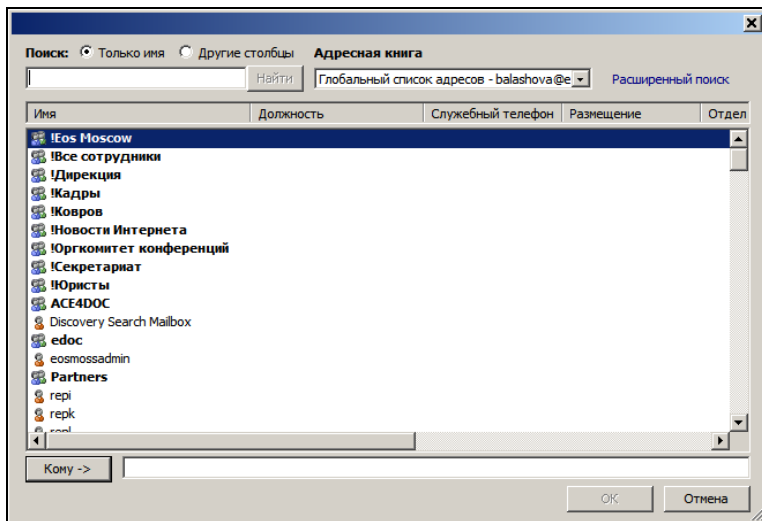 Поиск: Только имя Другие столбцы Адресная книга
Найти Глобальный список адресов - balashova@e Расширенный поиск
Имя Должность Служебный телефон Размещение Отдел
!Eos Moscow
!Все сотрудники
!Дирекция
!Кадры
!Ковров
!Новости Интернета
!Оргкомитет конференций
!Секретариат
!Юристы
ACE4DOC
Discovery Search Mailbox
edoc
eosmossadmin
Partners
repi
repk
Кому ->
OK Отмена